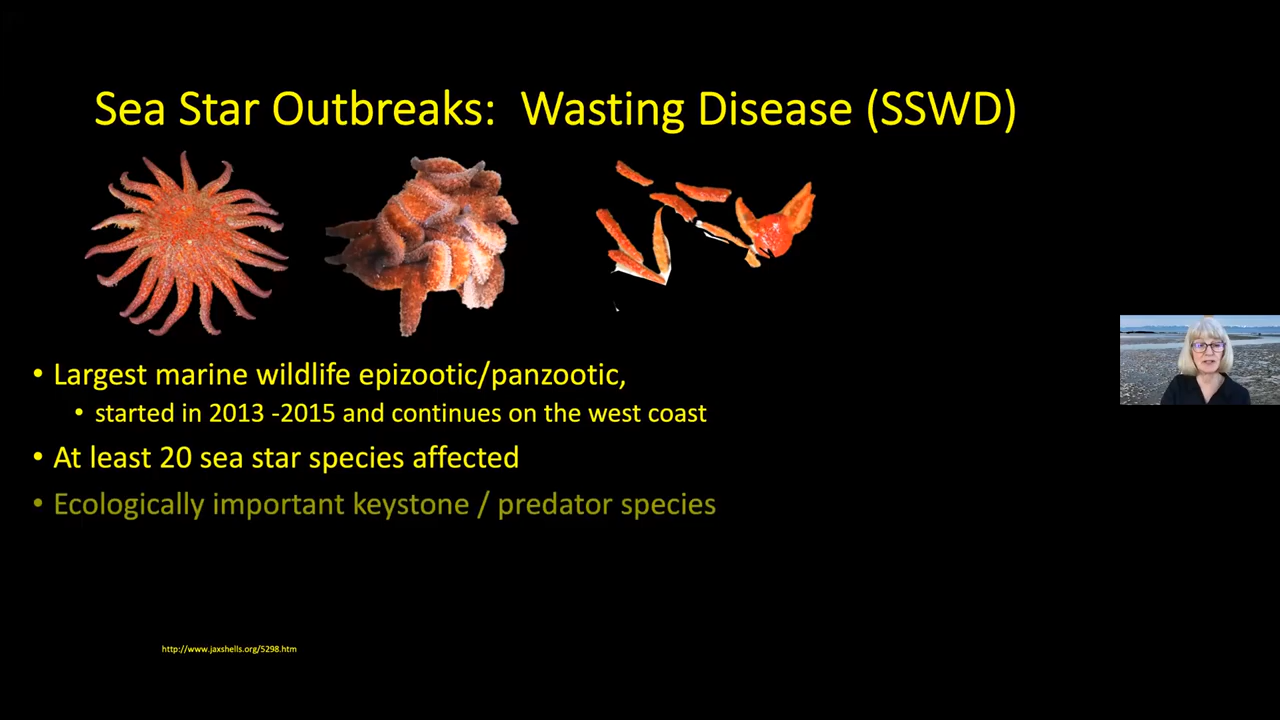 Sea Star Outbreaks:  Wasting Disease (SSWD)
• Largest marine wildlife epizootic/panzootic,
• started in 2013 -2015 and continues on the west coast
• At least 20 sea star species affected
• Ecologically important keystone / predator species
http://www.jaxshells.org/5298.htm